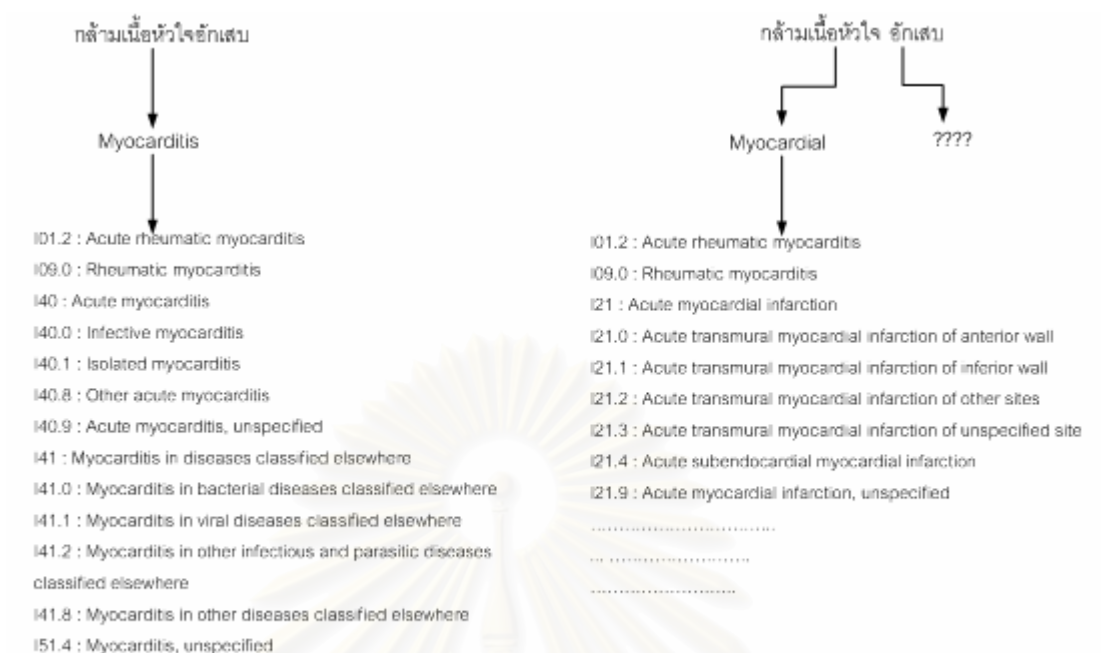 กล้ามเนื้อหัวใจอักเสบ
Myocarditis
I01.2 : Acute rheumatic myocarditis
I09.0 : Rheumatic myocarditis
I40 : Acute myocarditis
I40.0 : Infective myocarditis
I40.1 : Isolated myocarditis
I40.8 : Other acute myocarditis
I40.9 : Acute myocarditis, unspecified
I41 : Myocarditis in diseases classified elsewhere
I41.0 : Myocarditis in bacterial diseases classified elsewhere
I41.1 : Myocarditis in viral diseases classified elsewhere
I41.2 : Myocarditis in other infectious and parasitic diseases
classified elsewhere
I41.8 : Myocarditis in other diseases classified elsewhere
I51.4 : Myocarditis, unspecified
กล้ามเนื้อหัวใจ อักเสบ
Myocardial ????
I01.2 : Acute rheumatic myocarditis
I09.0 : Rheumatic myocarditis
I21 : Acute myocardial infarction
I21.0 : Acute transmural myocardial infarction of anterior wall
I21.1 : Acute transmural myocardial infarction of inferior wall
I21.2 : Acute transmural myocardial infarction of other sites
I21.3 : Acute transmural myocardial infarction of unspecified site
I21.4 : Acute subendocardial myocardial infarction
I21.9 : Acute myocardial infarction, unspecified
................................
... ..........................
.........................